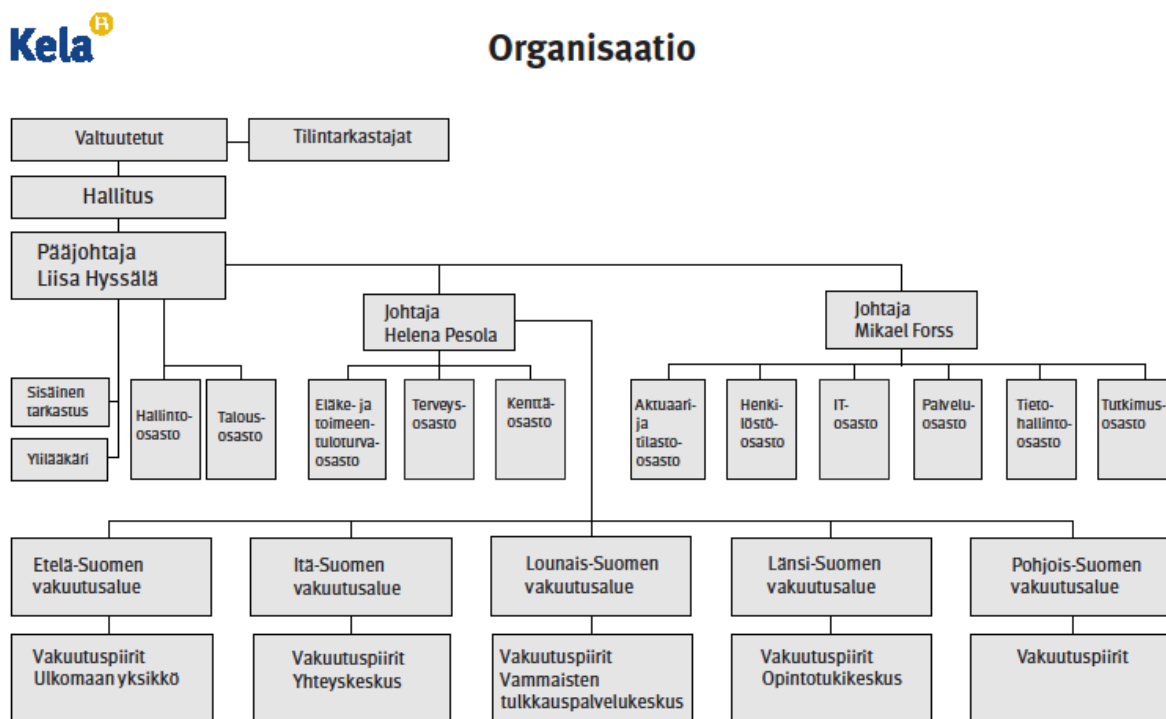 Kela
Organisaatio
Valtuutetut
Tilintarkastajat
Hallitus
Pääjohtaja
Liisa Hyssälä
Johtaja
Helena Pesola
Johtaja
Mikael Forss
Sisäinen
tarkastus
Ylilääkäri
Hallinto-
osasto
Talous-
osasto
Eläke- ja
toimeen-
tuloturva-
osasto
Terveys-
osasto
Kenttä-
osasto
Aktuaari-
ja
tilasto-
osasto
Henki-
löstö-
osasto
IT-
osasto
Palvelu-
osasto
Tieto-
hallinto-
osasto
Tutkimus-
osasto
Etelä-Suomen
vakuutusalue
Itä-Suomen
vakuutusalue
Lounais-Suomen
vakuutusalue
Länsi-Suomen
vakuutusalue
Pohjois-Suomen
vakuutusalue
Vakuutuspiirit
Ulkomaan yksikkö
Vakuutuspiirit
Yhteyskeskus
Vakuutuspiirit
Vammaisten
tulkkauspalvelukeskus
Vakuutuspiirit
Opintotukikeskus
Vakuutuspiirit